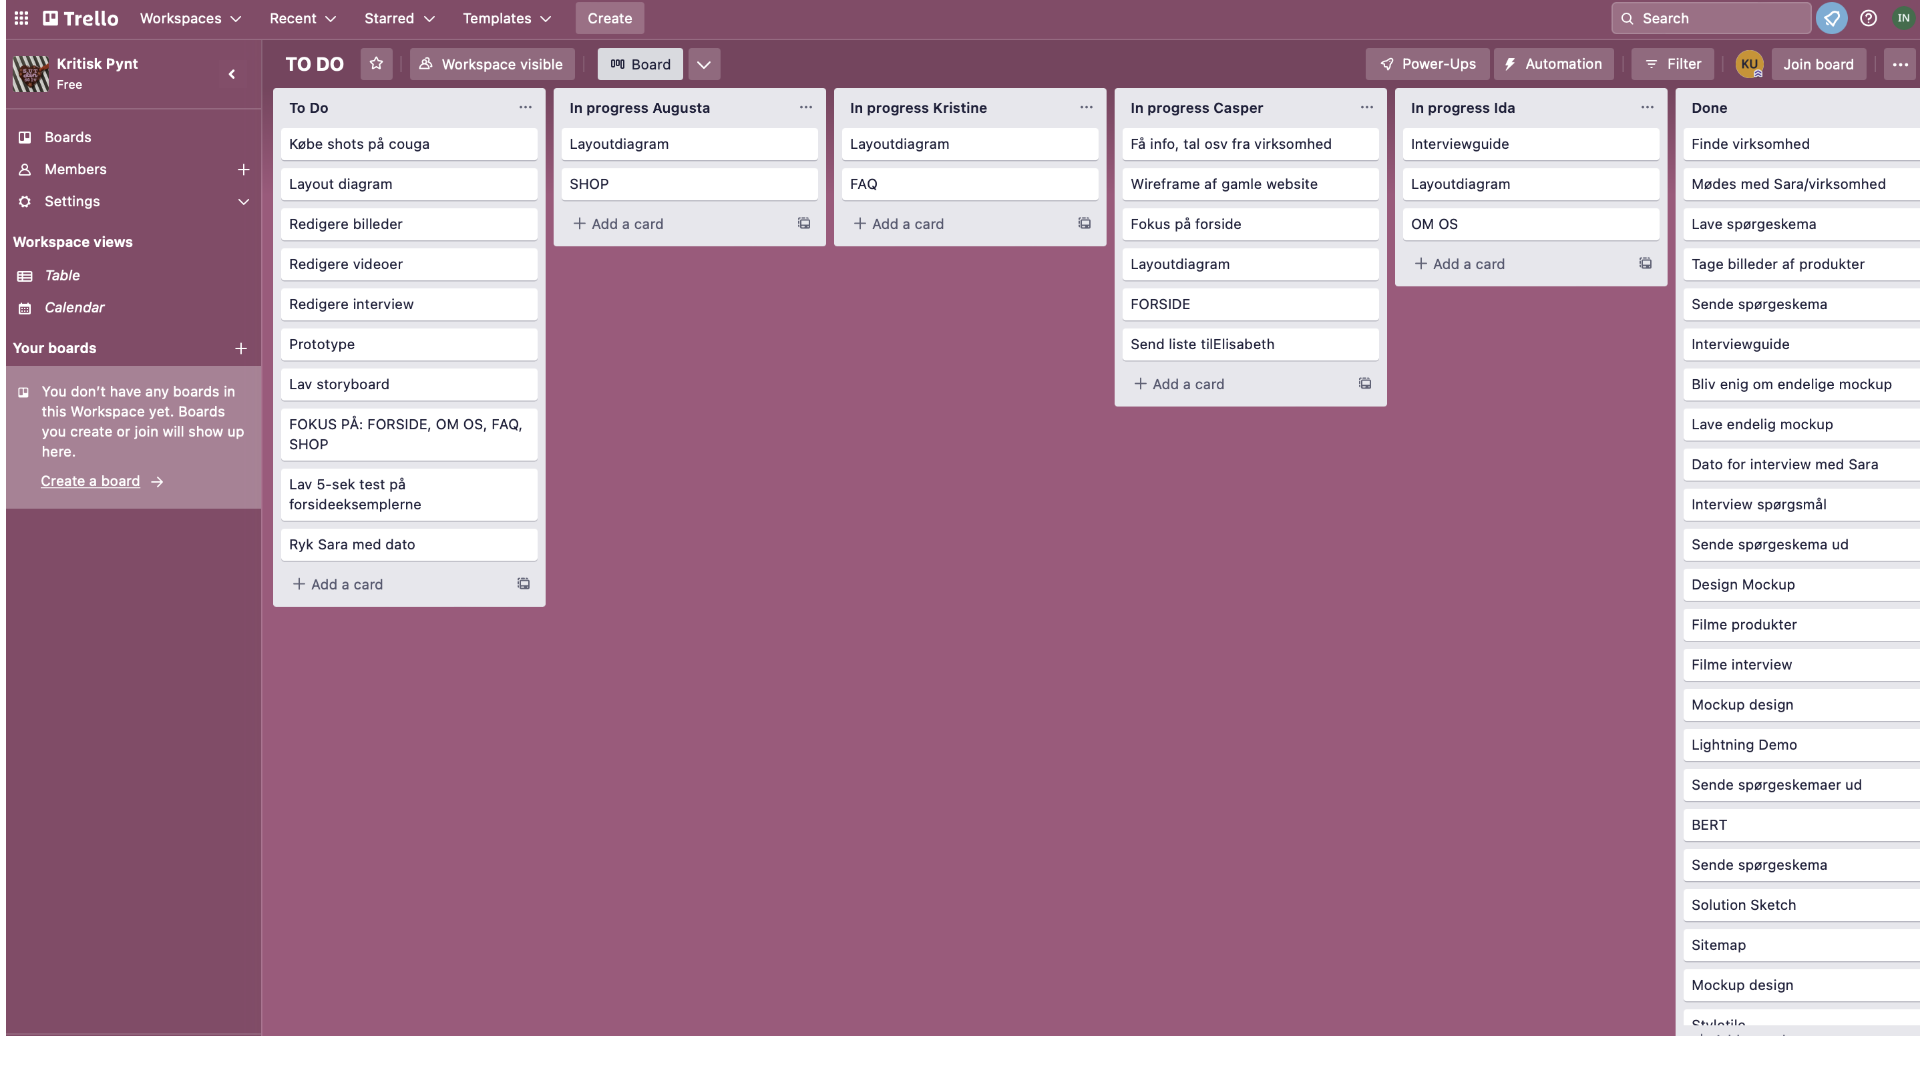 Trello
Workspaces
Recent
Starred
Templates
Create
Search
IN
Kritisk Pynt
Free
Boards
Members
Settings
Workspace views
Table
Calendar
Your boards
You don't have any boards in
this Workspace yet. Boards
you create or join will show up
here.
Create a board
TO DO
Workspace visible
Board
Power-Ups
Automation
Filter
KU
Join board
To Do
Købe shots på couga
Layout diagram
Redigere billeder
Redigere videoer
Redigere interview
Prototype
Lav storyboard
FOKUS PÅ: FORSIDE, OM OS, FAQ,
SHOP
Lav 5-sek test på
forsideeksemplerne
Ryk Sara med dato
Add a card
In progress Augusta
Layoutdiagram
SHOP
Add a card
In progress Kristine
Layoutdiagram
FAQ
Add a card
In progress Casper
Få info, tal osv fra virksomhed
Wireframe af gamle website
Fokus på forside
Layoutdiagram
FORSIDE
Send liste tilElisabeth
Add a card
In progress Ida
Interviewguide
Layoutdiagram
OM OS
Add a card
Done
Finde virksomhed
Mødes med Sara/virksomhed
Lave spørgeskema
Tage billeder af produkter
Sende spørgeskema
Interviewguide
Bliv enig om endelige mockup
Lave endelig mockup
Dato for interview med Sara
Interview spørgsmål
Sende spørgeskema ud
Design Mockup
Filme produkter
Filme interview
Mockup design
Lightning Demo
Sende spørgeskemaer ud
BERT
Sende spørgeskema
Solution Sketch
Sitemap
Mockup design